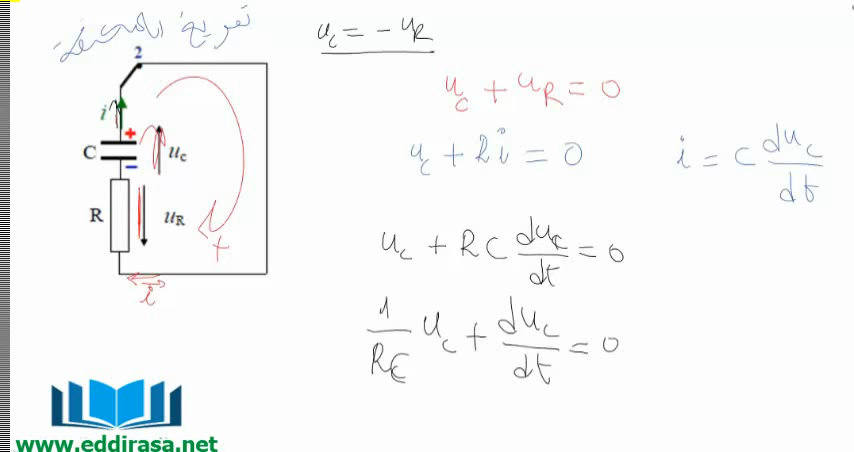 تفريغ المكثفة
u_c = - u_R
2
u_c + u_R = 0
i
+
C
u_c
-
u_c + R i = 0
i = C du_c/dt
R
u_R
+
u_c + RC du_c/dt = 0
i
1/RC u_c + du_c/dt = 0
www.eddirasa.net